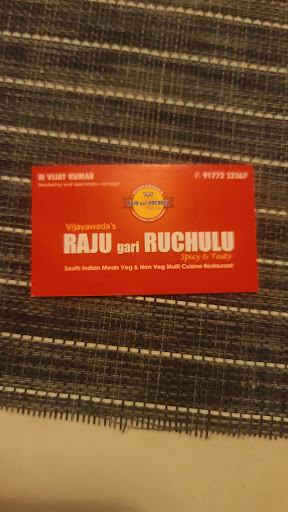 M VIJAY KUMAR
Marketing and operations manager
✆ 91772 32267
RAJU gari RUCHULU
Vijayawada's
RAJU gari RUCHULU
Spicy & Tasty
South Indian Meals Veg & Non Veg Multi Cuisine Restaurant